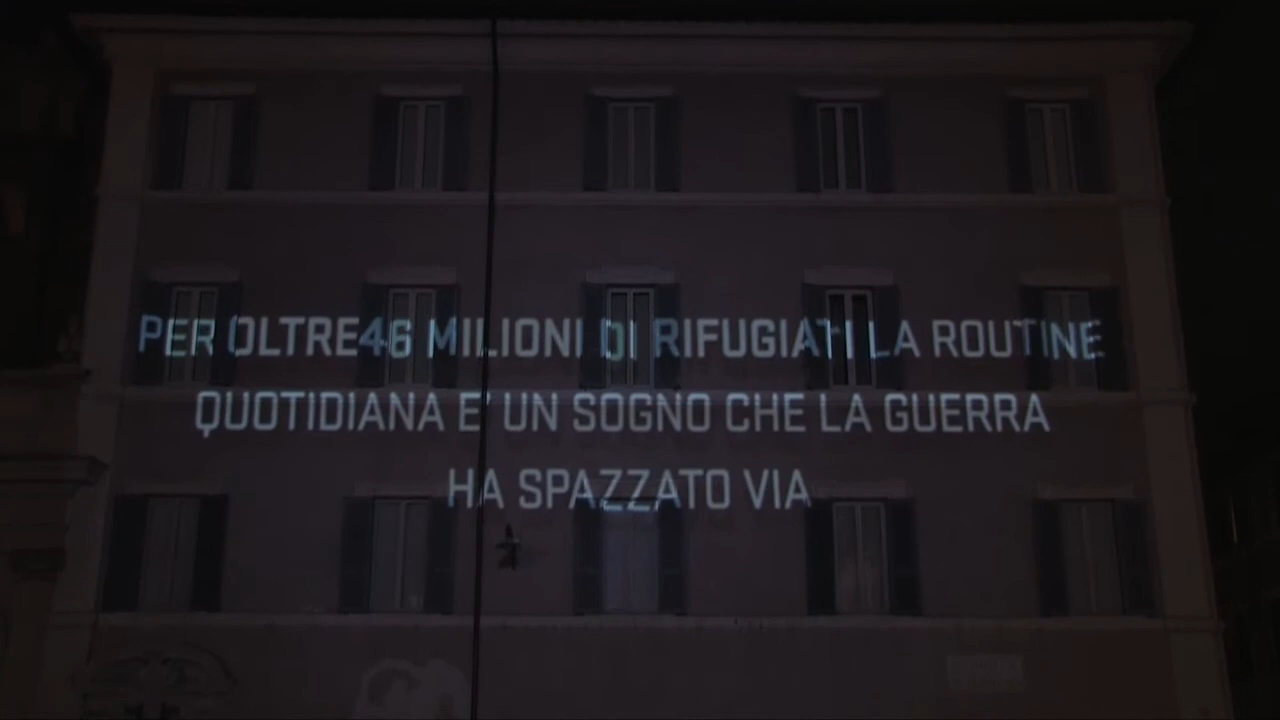 PER OLTRE46 MILIONI DI RIFUGIATI LA ROUTINE
QUOTIDIANA E' UN SOGNO CHE LA GUERRA
HA SPAZZATO VIA